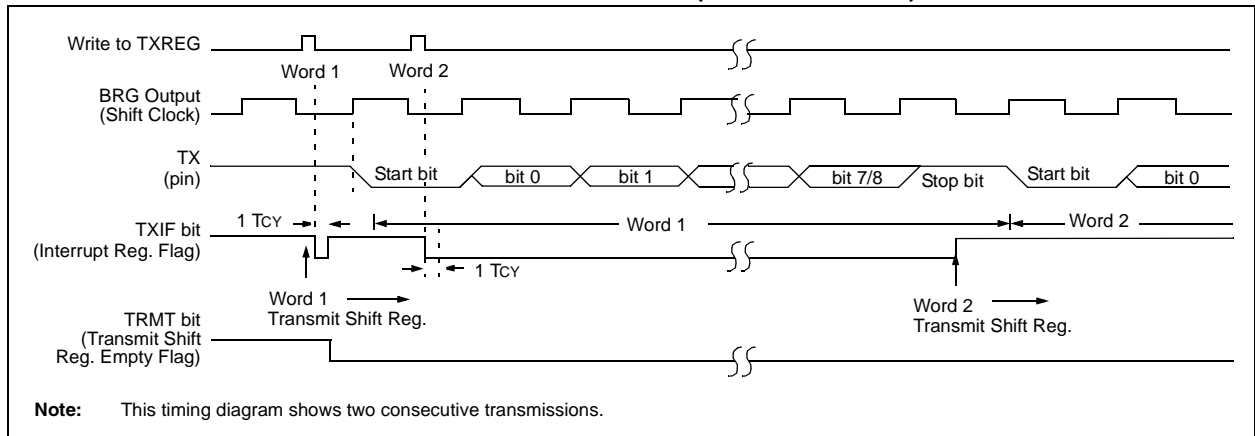 Write to TXREG
Word 1
Word 2
BRG Output
(Shift Clock)
TX
(pin)
Start bit
bit 0
bit 1
bit 7/8
Stop bit
Start bit
bit 0
1 TCY
TXIF bit
(Interrupt Reg. Flag)
Word 1
Word 2
1 TCY
Word 1
Transmit Shift Reg.
Word 2
Transmit Shift Reg.
TRMT bit
(Transmit Shift
Reg. Empty Flag)
Note: This timing diagram shows two consecutive transmissions.